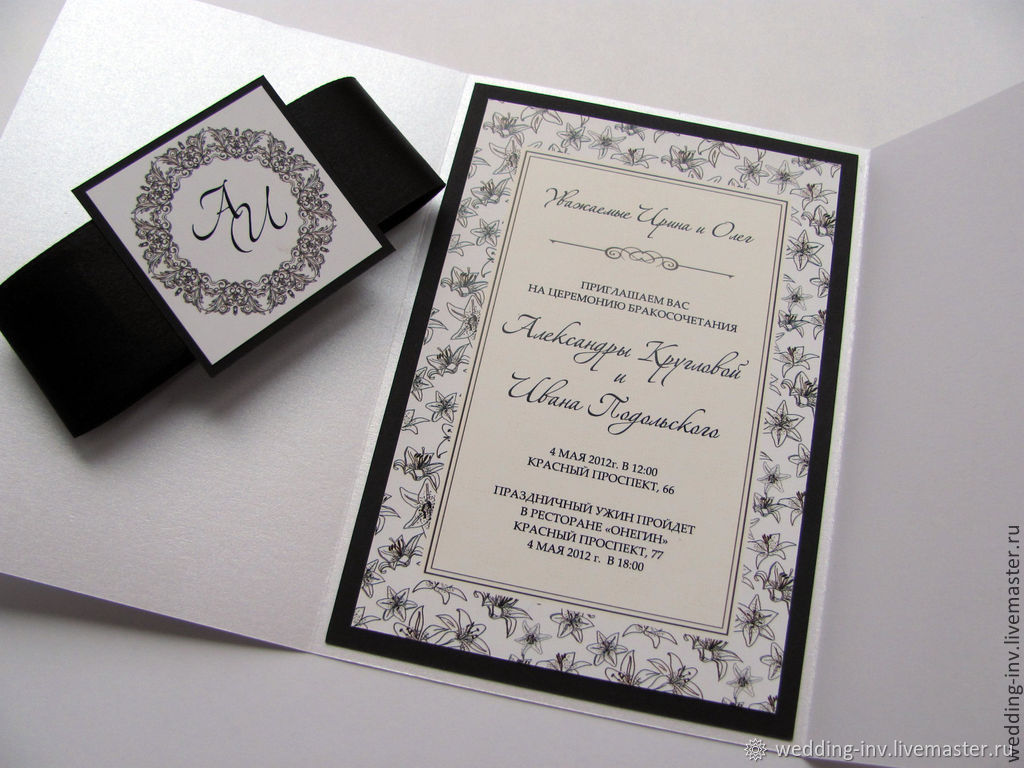 АИ
Уважаемые Ирина и Олег
ПРИГЛАШАЕМ ВАС
НА ЦЕРЕМОНИЮ БРАКОСОЧЕТАНИЯ
Александры Кругловой
и
Ивана Подольского
4 МАЯ 2012г. В 12:00
КРАСНЫЙ ПРОСПЕКТ, 66
ПРАЗДНИЧНЫЙ УЖИН ПРОЙДЕТ
В РЕСТОРАНЕ «ОНЕГИН»
КРАСНЫЙ ПРОСПЕКТ, 77
4 МАЯ 2012 г. В 18:00
wedding-inv.livemaster.ru
wedding-inv.livemaster.ru